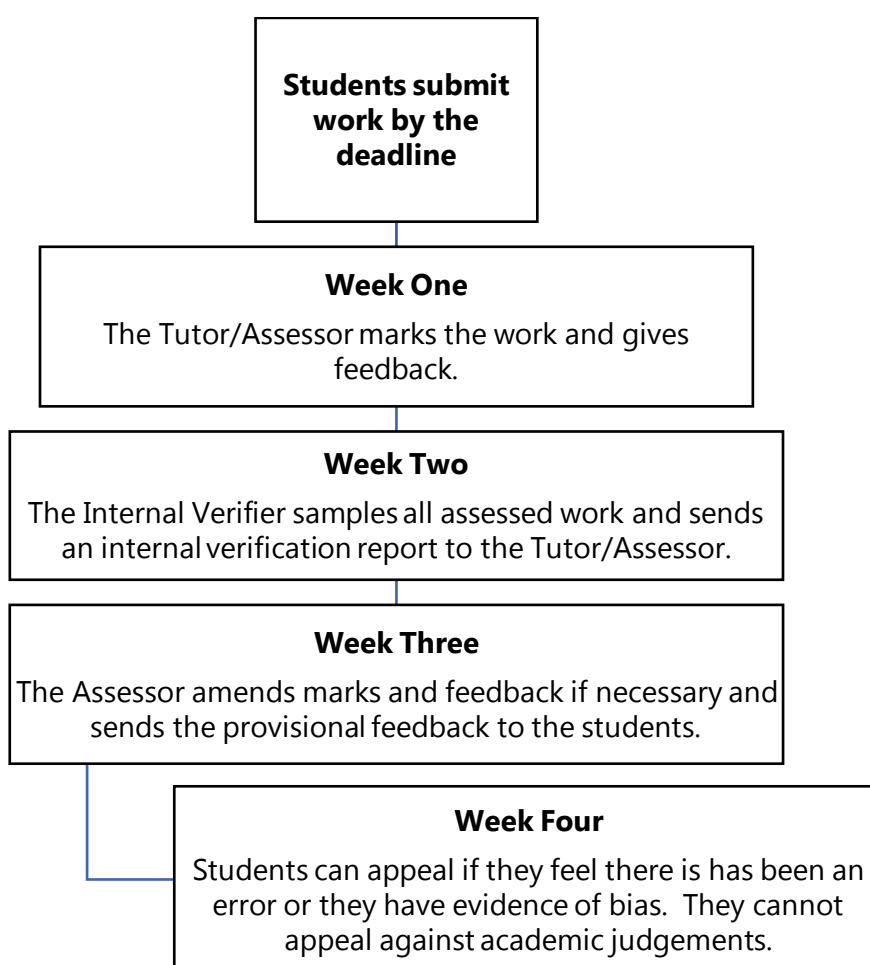 Students submit
work by the
deadline
Week One
The Tutor/Assessor marks the work and gives
feedback.
Week Two
The Internal Verifier samples all assessed work and sends
an internal verification report to the Tutor/Assessor.
Week Three
The Assessor amends marks and feedback if necessary and
sends the provisional feedback to the students.
Week Four
Students can appeal if they feel there is has been an
error or they have evidence of bias.  They cannot
appeal against academic judgements.